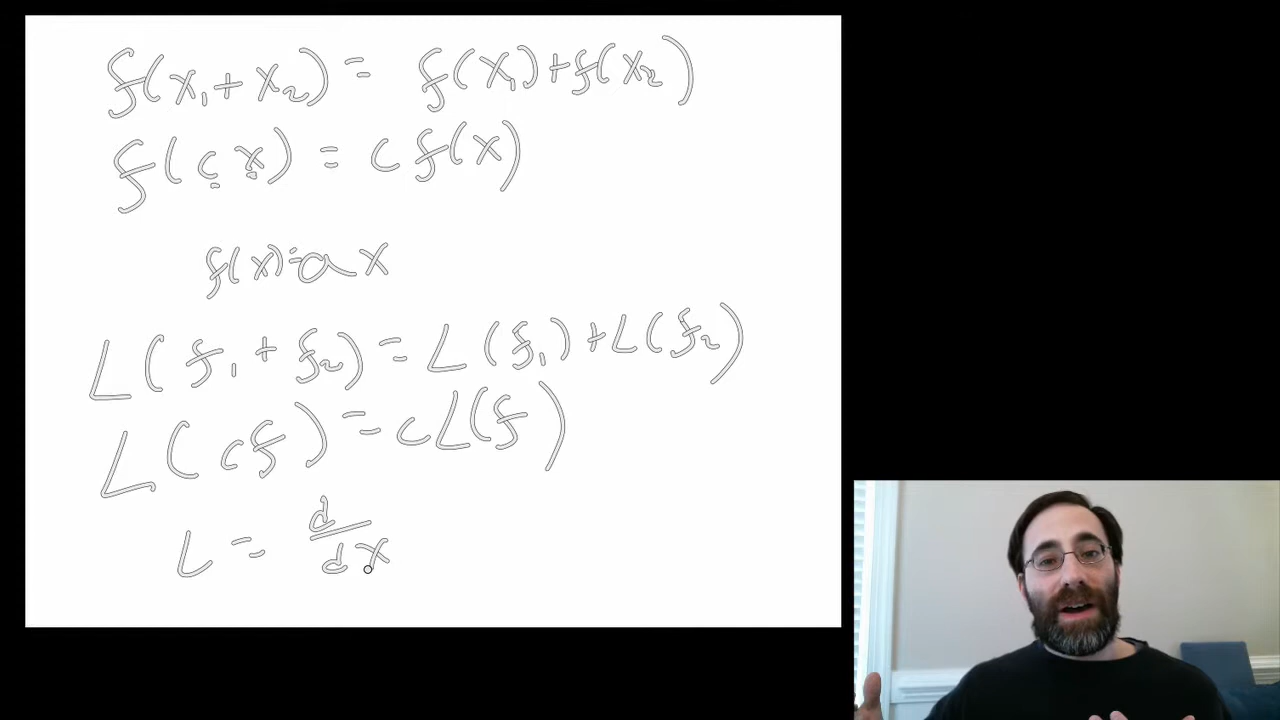 f(x₁+x₂) = f(x₁)+f(x₂)
f(cx) = cf(x)
f(x)=ax
L(f₁+f₂)=L(f₁)+L(f₂)
L(cf)=cL(f)
L = d/dx